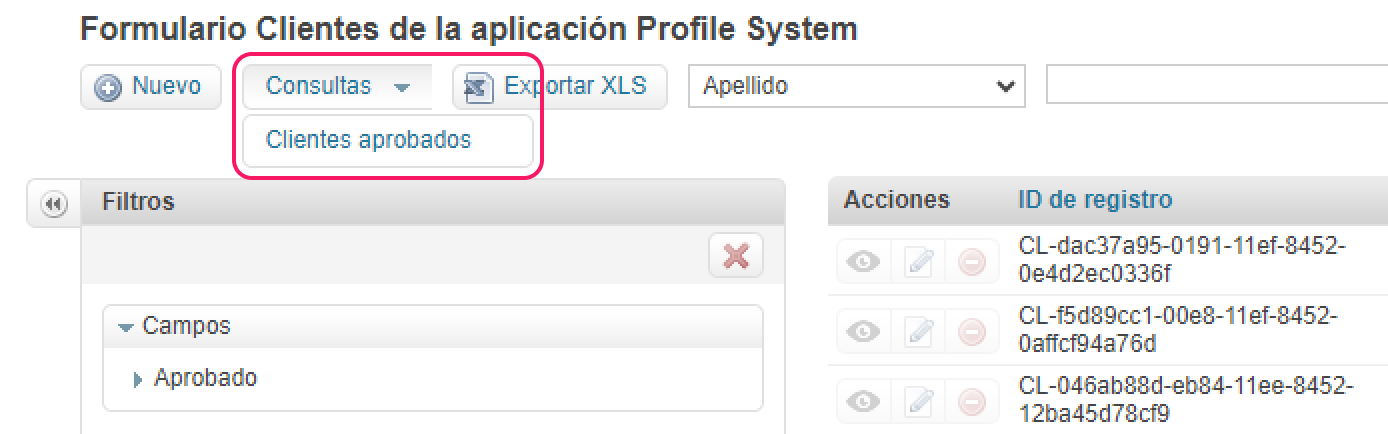 Formulario Clientes de la aplicación Profile System
Nuevo
Consultas
Exportar XLS
Apellido
Clientes aprobados
Filtros
Campos
Aprobado
Acciones
ID de registro
CL-dac37a95-0191-11ef-8452-
0e4d2ec0336f
CL-f5d89cc1-00e8-11ef-8452-
0affcf94a76d
CL-046ab88d-eb84-11ee-8452-
12ba45d78cf9